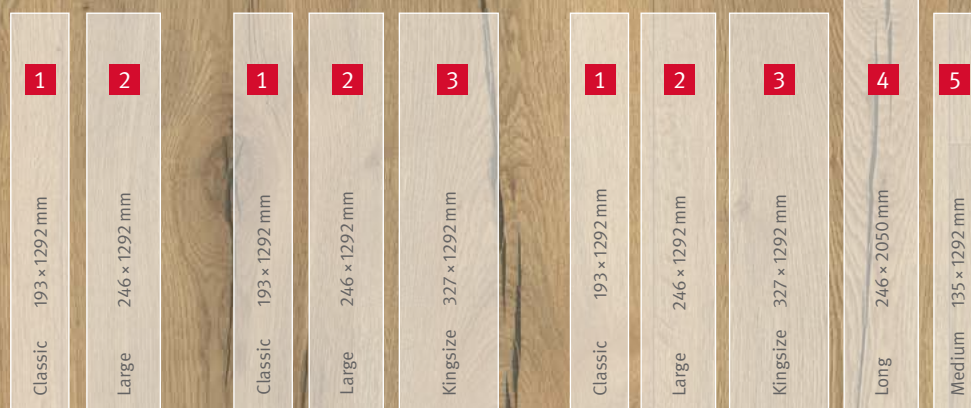 1
Classic 193 × 1292 mm
2
Large 246 × 1292 mm
1
Classic 193 × 1292 mm
2
Large 246 × 1292 mm
3
Kingsize 327 × 1292 mm
1
Classic 193 × 1292 mm
2
Large 246 × 1292 mm
3
Kingsize 327 × 1292 mm
4
Long 246 × 2050 mm
5
Medium 135 × 1292 mm